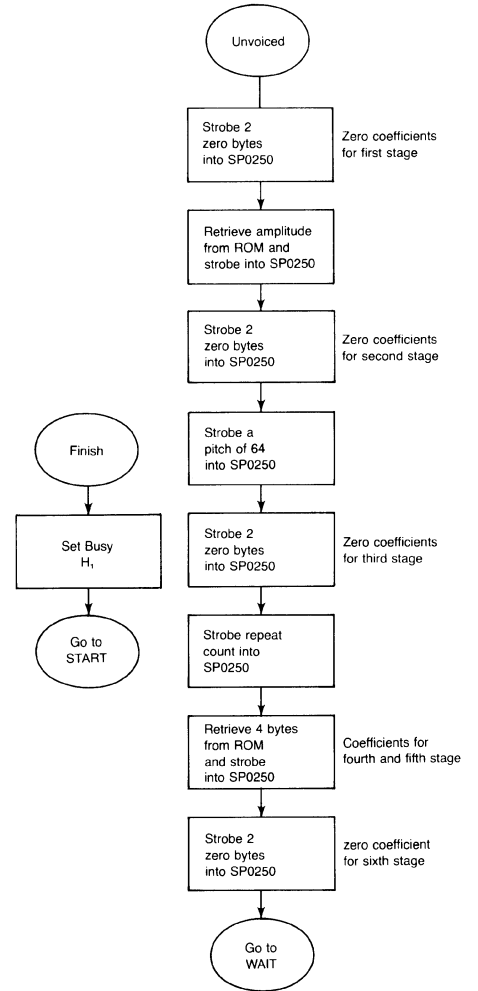 Unvoiced
Strobe 2
zero bytes
into SP0250
Zero coefficients
for first stage
Retrieve amplitude
from ROM and
strobe into SP0250
Strobe 2
zero bytes
into SP0250
Zero coefficients
for second stage
Strobe a
pitch of 64
into SP0250
Strobe 2
zero bytes
into SP0250
Zero coefficients
for third stage
Strobe repeat
count into
SP0250
Retrieve 4 bytes
from ROM
and strobe
into SP0250
Coefficients for
fourth and fifth stage
Strobe 2
zero bytes
into SP0250
zero coefficient
for sixth stage
Go to
WAIT
Finish
Set Busy
H₁
Go to
START